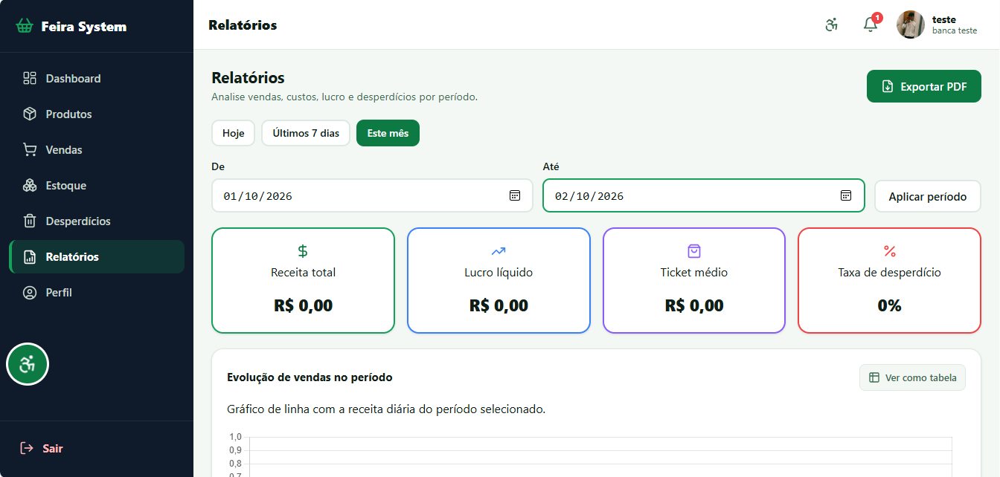 Feira System
Relatórios
1
teste
banca teste
Dashboard
Produtos
Vendas
Estoque
Desperdícios
Relatórios
Perfil
Sair
Relatórios
Analise vendas, custos, lucro e desperdícios por período.
Exportar PDF
Hoje
Últimos 7 dias
Este mês
De
Até
01/10/2026
02/10/2026
Aplicar período
Receita total
R$ 0,00
Lucro líquido
R$ 0,00
Ticket médio
R$ 0,00
Taxa de desperdício
0%
Evolução de vendas no período
Ver como tabela
Gráfico de linha com a receita diária do período selecionado.
1,0
0,9
0,8
0,7